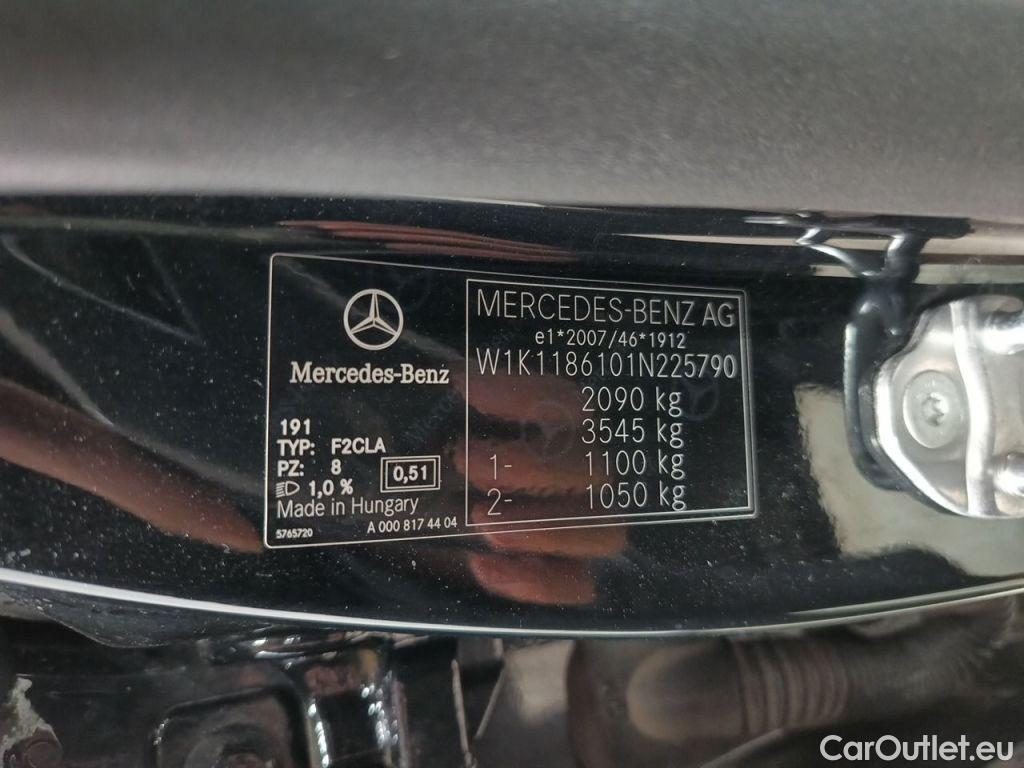 Mercedes-Benz
191
TYP: F2CLA
PZ: 8
0,51
1,0 %
Made in Hungary
5765720
A 000 817 44 04
MERCEDES-BENZ AG
e1*2007/46*1912
W1K1186101N225790
2090 kg
3545 kg
1- 1100 kg
2- 1050 kg
CarOutlet.eu